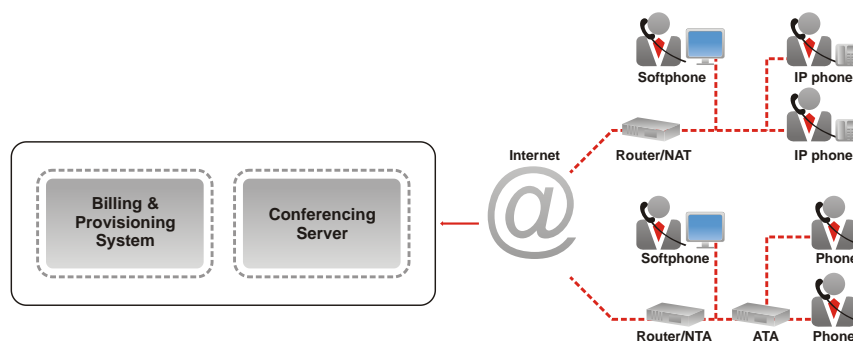 Softphone
IP phone
Internet
Router/NAT
IP phone
Billing &
Provisioning
System
Conferencing
Server
@
Softphone
Phone
Router/NTA
ATA
Phone